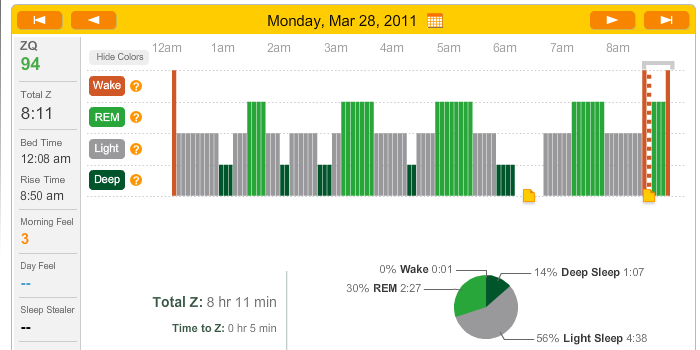 Monday, Mar 28, 2011
ZQ
94
Total Z
8:11
Bed Time
12:08 am
Rise Time
8:50 am
Morning Feel
3
Day Feel
--
Sleep Stealer
--
12am 1am 2am 3am 4am 5am 6am 7am 8am
Hide Colors
Wake ?
REM ?
Light ?
Deep ?
0% Wake 0:01
14% Deep Sleep 1:07
30% REM 2:27
56% Light Sleep 4:38
Total Z: 8 hr 11 min
Time to Z: 0 hr 5 min